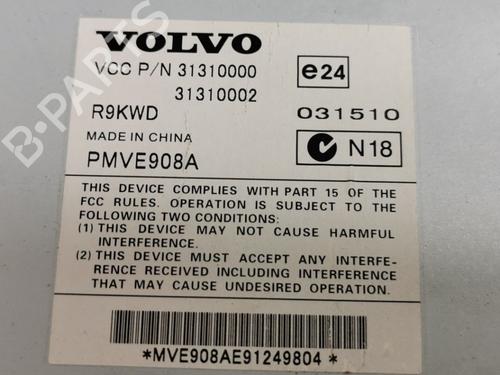 VOLVO
VCC P/N 31310000
31310002
e24
R9KWD
031510
MADE IN CHINA
PMVE908A
N18
THIS DEVICE COMPLIES WITH PART 15 OF THE
FCC RULES. OPERATION IS SUBJECT TO THE
FOLLOWING TWO CONDITIONS:
(1) THIS DEVICE MAY NOT CAUSE HARMFUL
INTERFERENCE.
(2) THIS DEVICE MUST ACCEPT ANY INTERFE-
RENCE RECEIVED INCLUDING INTERFERENCE
THAT MAY CAUSE UNDESIRED OPERATION.
*MVE908AE91249804*
B-PARTS